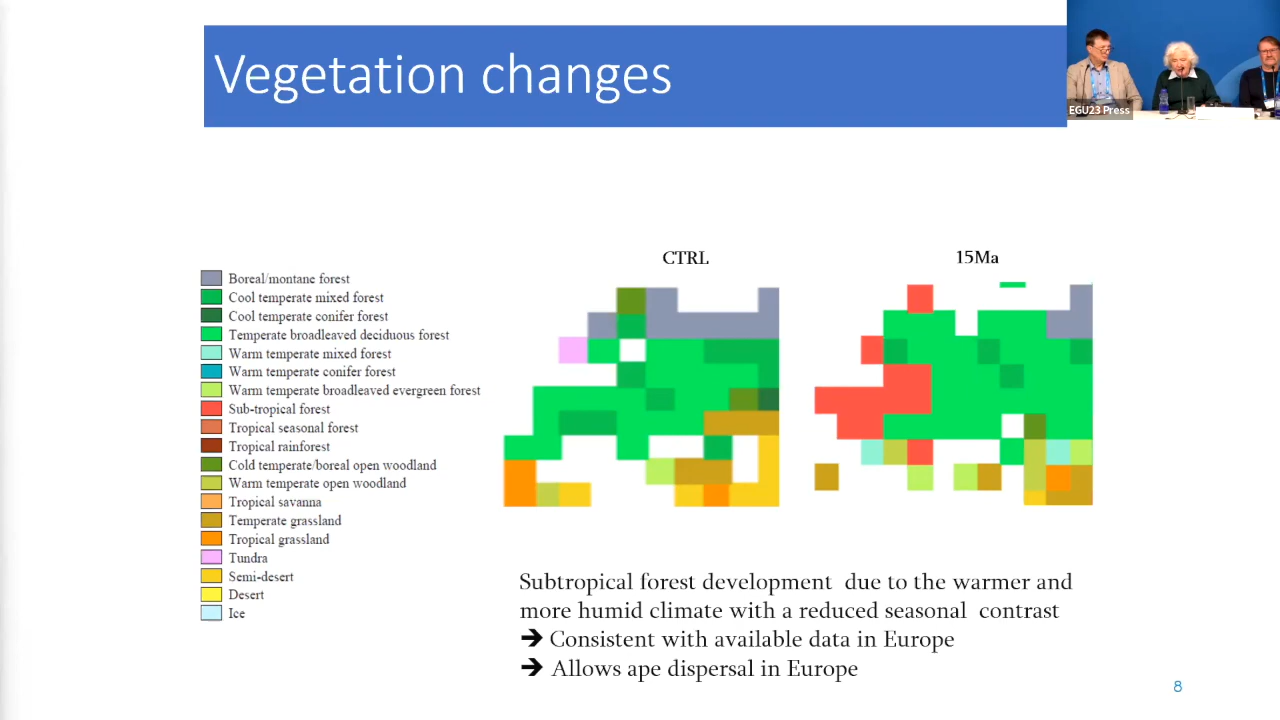 Vegetation changes
EGU23 Press
CTRL
15Ma
Boreal/montane forest
Cool temperate mixed forest
Cool temperate conifer forest
Temperate broadleaved deciduous forest
Warm temperate mixed forest
Warm temperate conifer forest
Warm temperate broadleaved evergreen forest
Sub-tropical forest
Tropical seasonal forest
Tropical rainforest
Cold temperate/boreal open woodland
Warm temperate open woodland
Tropical savanna
Temperate grassland
Tropical grassland
Tundra
Semi-desert
Desert
Ice
Subtropical forest development due to the warmer and
more humid climate with a reduced seasonal contrast
➔ Consistent with available data in Europe
➔ Allows ape dispersal in Europe
8